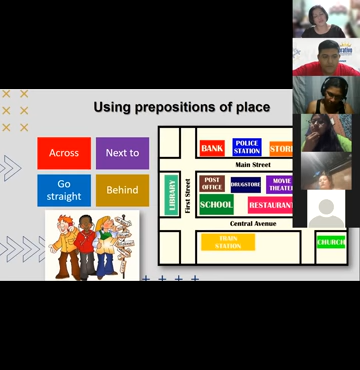 Using prepositions of place
Across
Next to
Go
straight
Behind
BANK
POLICE
STATION
STORE
Main Street
LIBRARY
First Street
POST
OFFICE
DRUGSTORE
MOVIE
THEATER
SCHOOL
RESTAURANT
Central Avenue
TRAIN
STATION
CHURCH